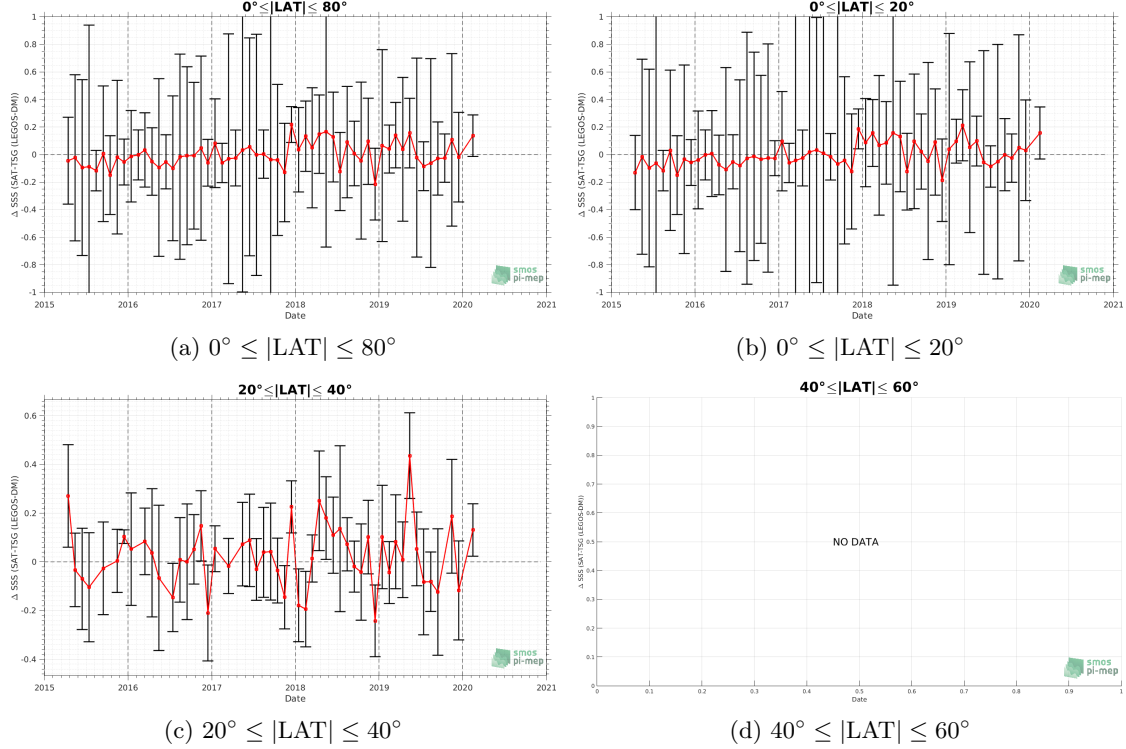 0°≤|LAT|≤ 80°
Δ SSS (SAT-TSG (LEGOS-DM))
1
0.8
0.6
0.4
0.2
0
-0.2
-0.4
-0.6
-0.8
-1
2015 2016 2017 2018 2019 2020 2021
Date
smos
pi-mep
(a) 0° ≤ |LAT| ≤ 80°
0°≤|LAT|≤ 20°
Δ SSS (SAT-TSG (LEGOS-DM))
1
0.8
0.6
0.4
0.2
0
-0.2
-0.4
-0.6
-0.8
-1
2015 2016 2017 2018 2019 2020 2021
Date
smos
pi-mep
(b) 0° ≤ |LAT| ≤ 20°
20°≤|LAT|≤ 40°
Δ SSS (SAT-TSG (LEGOS-DM))
0.6
0.4
0.2
0
-0.2
-0.4
2015 2016 2017 2018 2019 2020 2021
Date
smos
pi-mep
(c) 20° ≤ |LAT| ≤ 40°
40°≤|LAT|≤ 60°
Δ SSS (SAT-TSG (LEGOS-DM))
1
0.9
0.8
0.7
0.6
0.5
0.4
0.3
0.2
0.1
0
NO DATA
0 0.1 0.2 0.3 0.4 0.5 0.6 0.7 0.8 0.9 1
Date
smos
pi-mep
(d) 40° ≤ |LAT| ≤ 60°